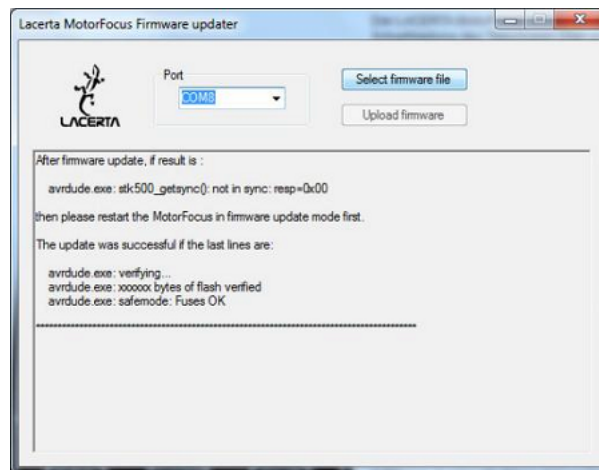 Lacerta MotorFocus Firmware updater
Port
COM8
Select firmware file
Upload firmware
LACERTA
After firmware update, if result is :
avrdude.exe: stk500_getsync(): not in sync: resp=0x00
then please restart the MotorFocus in firmware update mode first.
The update was successful if the last lines are:
avrdude.exe: verifying...
avrdude.exe: xxxxxx bytes of flash verified
avrdude.exe: safemode: Fuses OK